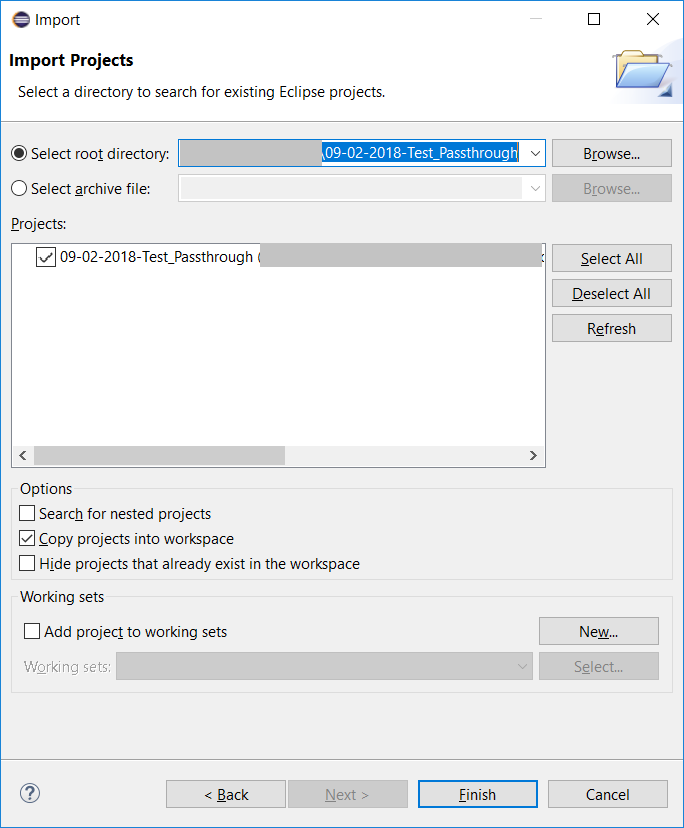 Import
Import Projects
Select a directory to search for existing Eclipse projects.
Select root directory: \09-02-2018-Test_Passthrough Browse...
Select archive file: Browse...
Projects:
09-02-2018-Test_Passthrough (
Select All
Deselect All
Refresh
Options
Search for nested projects
Copy projects into workspace
Hide projects that already exist in the workspace
Working sets
Add project to working sets New...
Working sets: Select...
? < Back Next > Finish Cancel